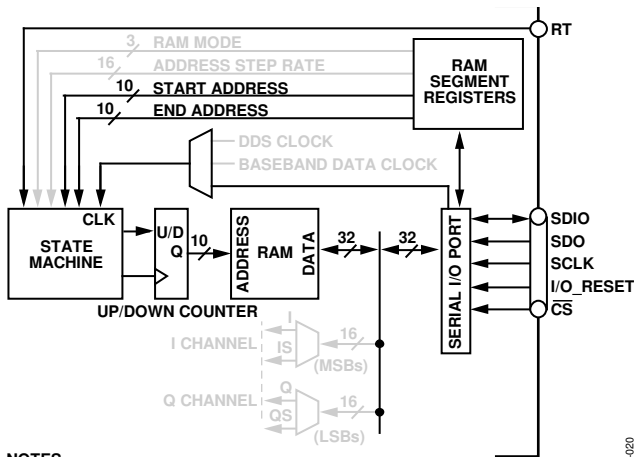 RT
3 RAM MODE
16 ADDRESS STEP RATE
10 START ADDRESS
10 END ADDRESS
RAM
SEGMENT
REGISTERS
DDS CLOCK
BASEBAND DATA CLOCK
CLK
STATE
MACHINE
U/D
Q
10
ADDRESS
RAM
DATA
32
32
SERIAL I/O PORT
SDIO
SDO
SCLK
I/O_RESET
CS
UP/DOWN COUNTER
I CHANNEL
I
IS
16
(MSBs)
Q CHANNEL
Q
QS
16
(LSBs)
NOTES
-020